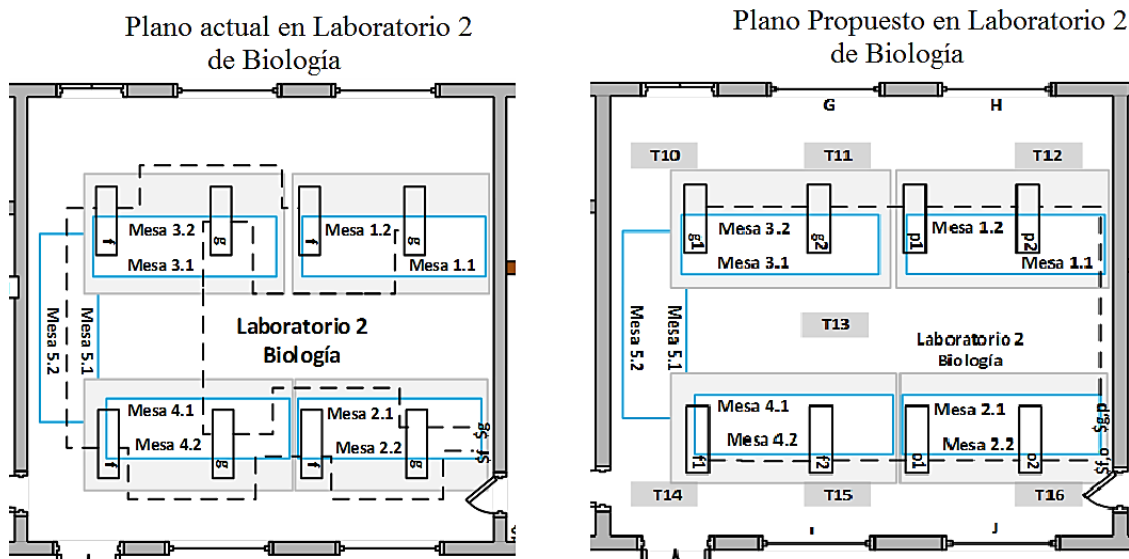 Plano actual en Laboratorio 2
de Biología
f
g
f
g
Mesa 3.2
Mesa 1.2
Mesa 3.1
Mesa 1.1
Mesa 5.2
Mesa 5.1
Laboratorio 2
Biología
Mesa 4.1
Mesa 2.1
Mesa 4.2
Mesa 2.2
f
g
f
g
g$
f$
Plano Propuesto en Laboratorio 2
de Biología
G
H
T10
T11
T12
Mesa 3.2
Mesa 1.2
g1
g2
p1
p2
Mesa 3.1
Mesa 1.1
Mesa 5.2
Mesa 5.1
T13
Laboratorio 2
Biología
Mesa 4.1
Mesa 2.1
Mesa 4.2
Mesa 2.2
f1
f2
o1
o2
T14
T15
T16
J